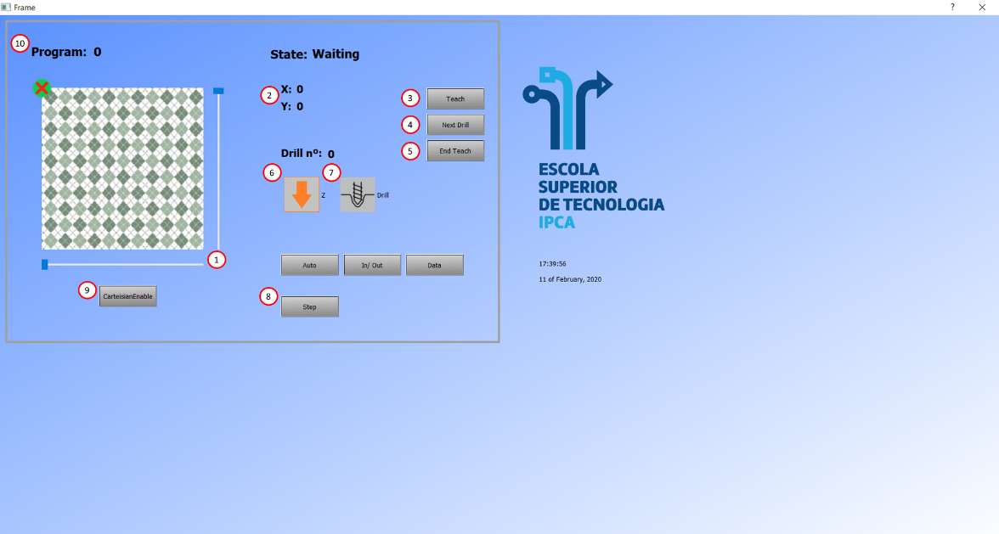 Frame
?
10
Program: 0
State: Waiting
2
X: 0
Y: 0
3
Teach
4
Next Drill
5
End Teach
Drill nº: 0
6
7
Z
Drill
1
Auto
In/ Out
Data
9
CarteisianEnable
8
Step
ESCOLA
SUPERIOR
DE TECNOLOGIA
IPCA
17:39:56
11 of February, 2020